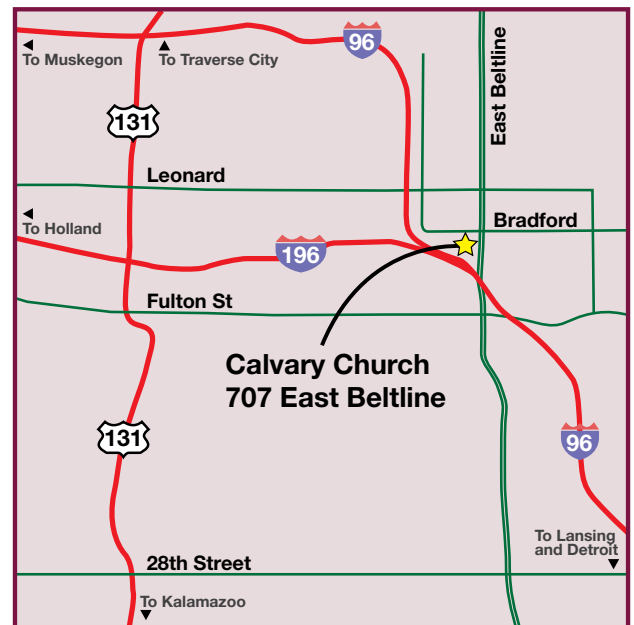 To Muskegon
To Traverse City
96
East Beltline
131
Leonard
Bradford
To Holland
196
Fulton St
Calvary Church
707 East Beltline
131
96
To Lansing
and Detroit
28th Street
To Kalamazoo